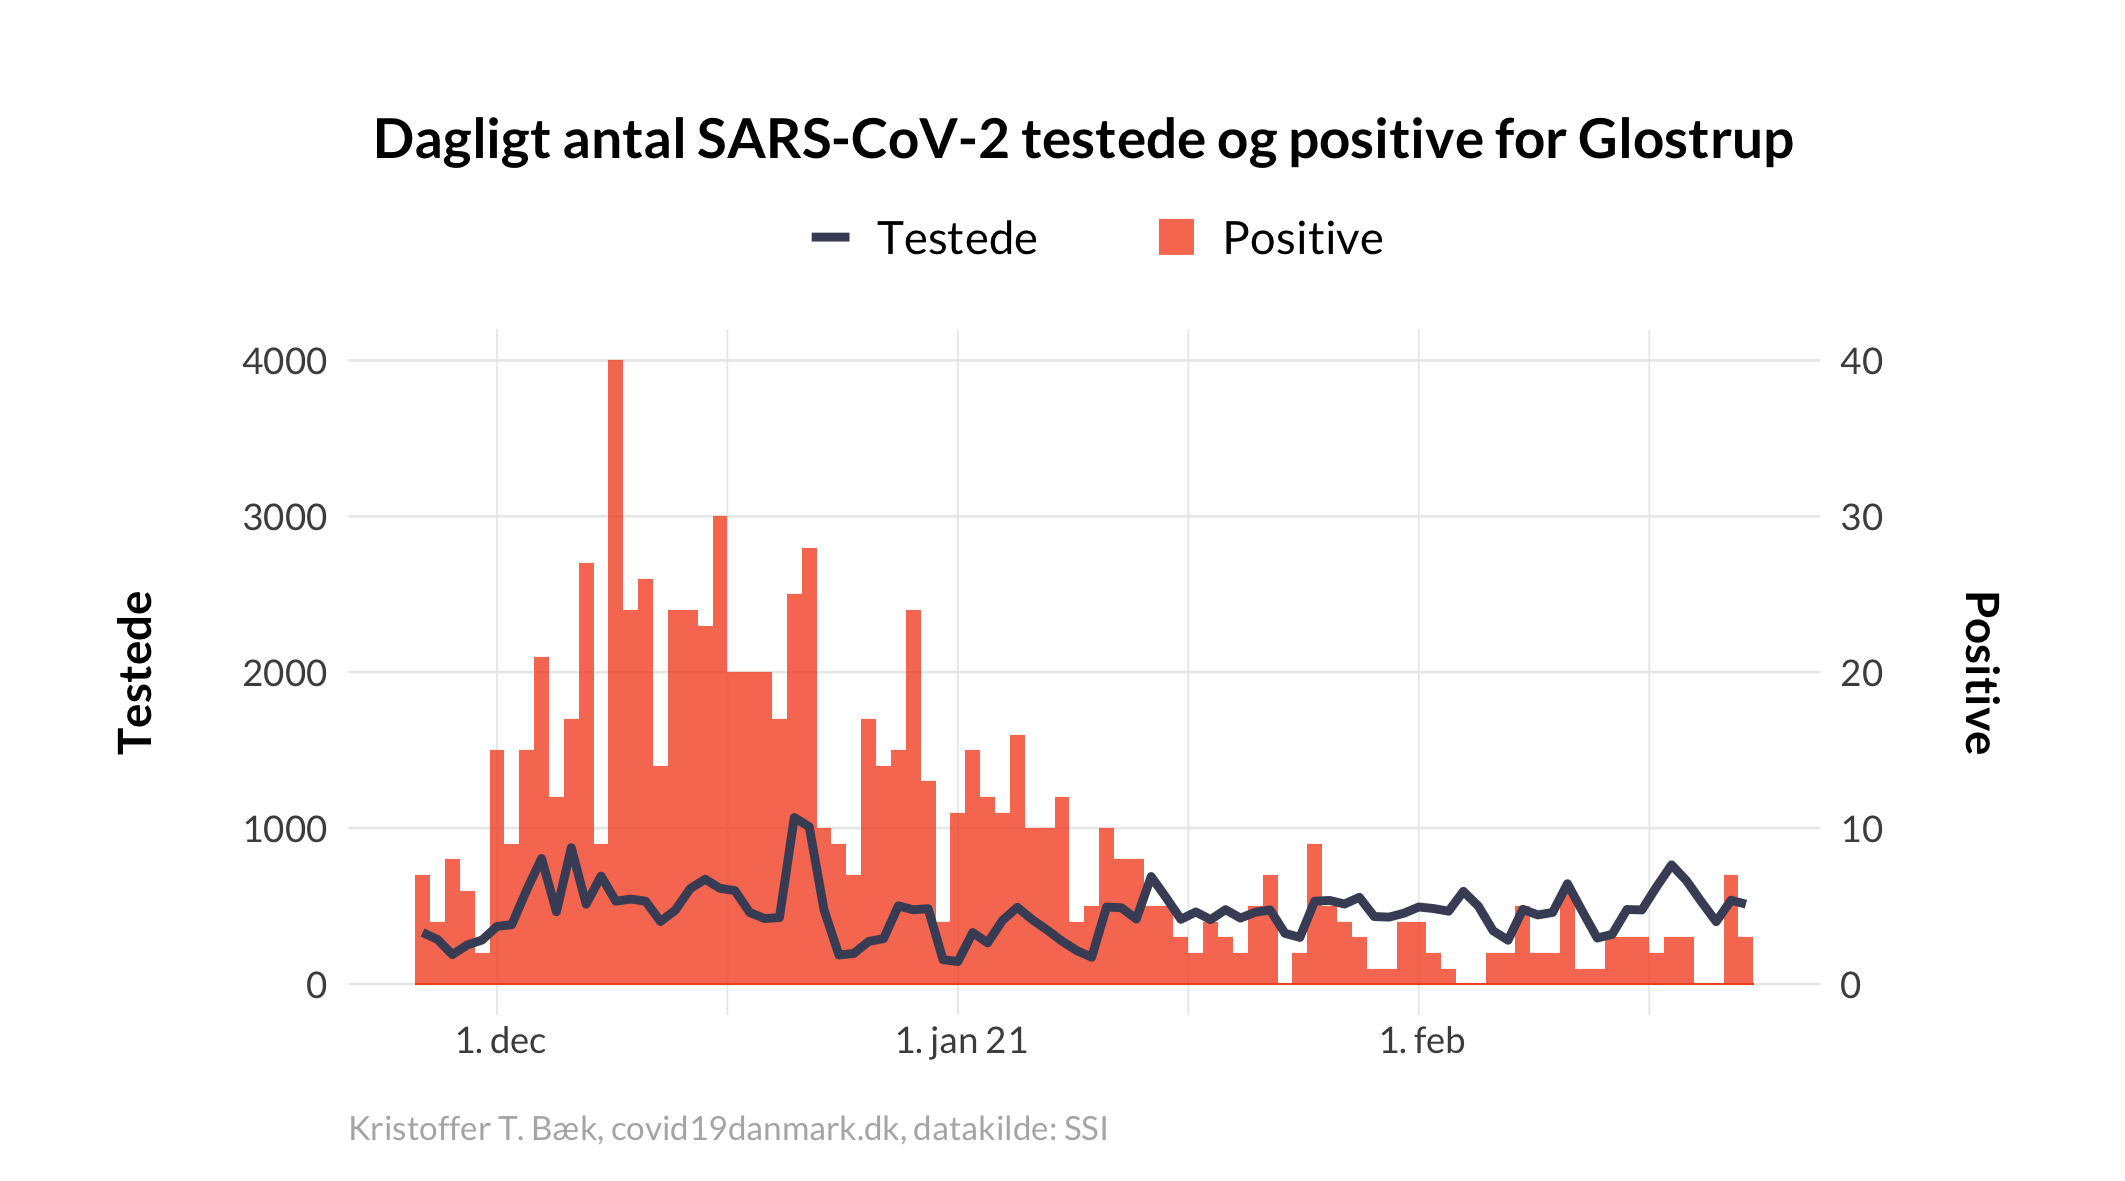 Dagligt antal SARS-CoV-2 testede og positive for Glostrup
Testede Positive
4000 40
3000 30
2000 20
1000 10
0 0
Testede
Positive
1. dec 1. jan 21 1. feb
Kristoffer T. Bæk, covid19danmark.dk, datakilde: SSI